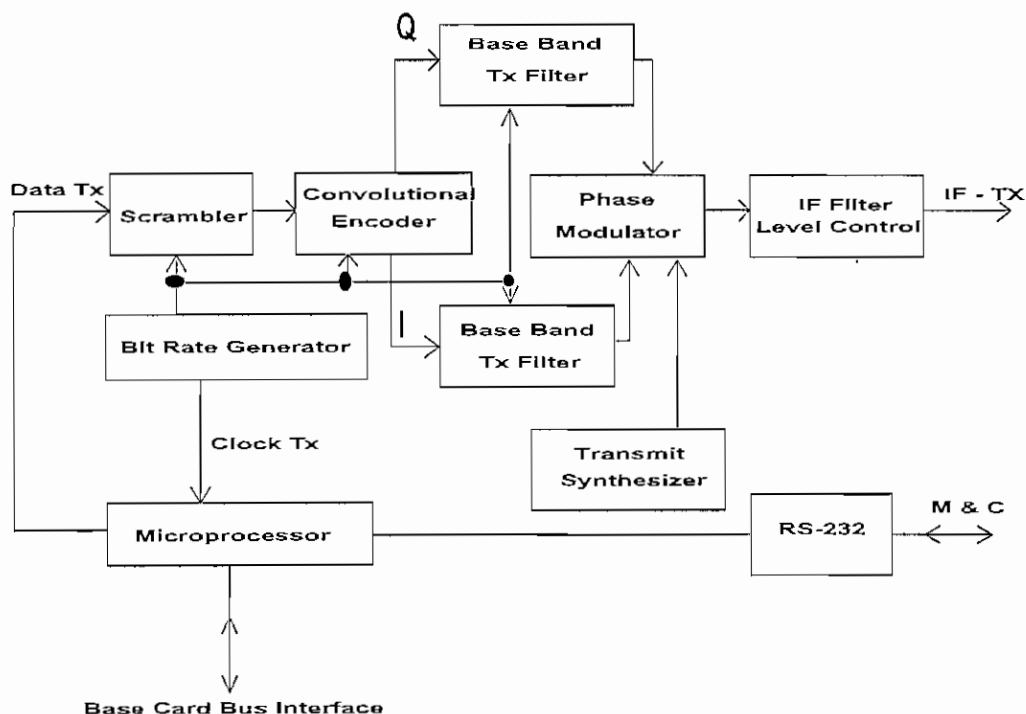 Q
Base Band
Tx Filter
Data Tx
Scrambler
Convolutional
Encoder
Phase
Modulator
IF Filter
Level Control
IF - TX
Bit Rate Generator
I
Base Band
Tx Filter
Clock Tx
Transmit
Synthesizer
Microprocessor
RS-232
M & C
Base Card Bus Interface